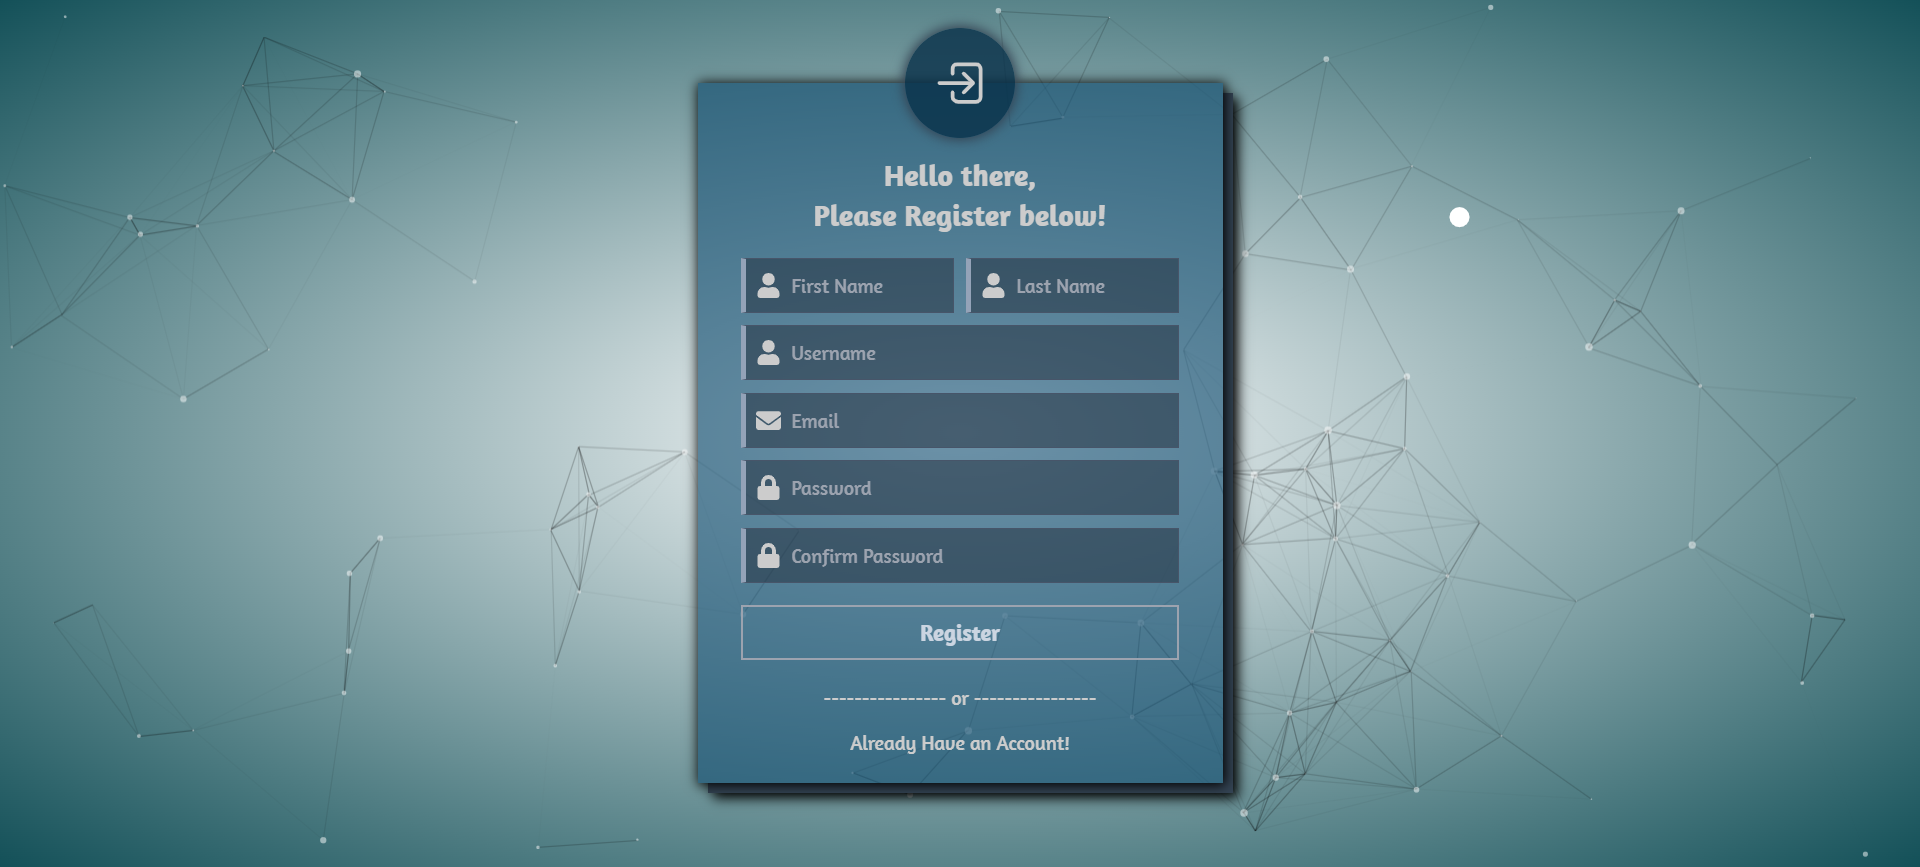 Hello there,
Please Register below!
First Name
Last Name
Username
Email
Password
Confirm Password
Register
---------------- or ----------------
Already Have an Account!